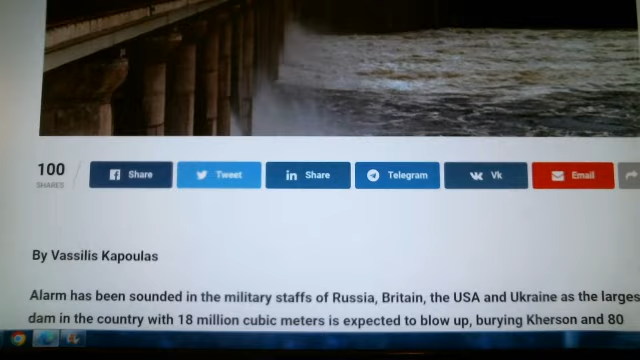 100
SHARES
Share
Tweet
Share
Telegram
Vk
Email
By Vassilis Kapoulas
Alarm has been sounded in the military staffs of Russia, Britain, the USA and Ukraine as the larges
dam in the country with 18 million cubic meters is expected to blow up, burying Kherson and 80